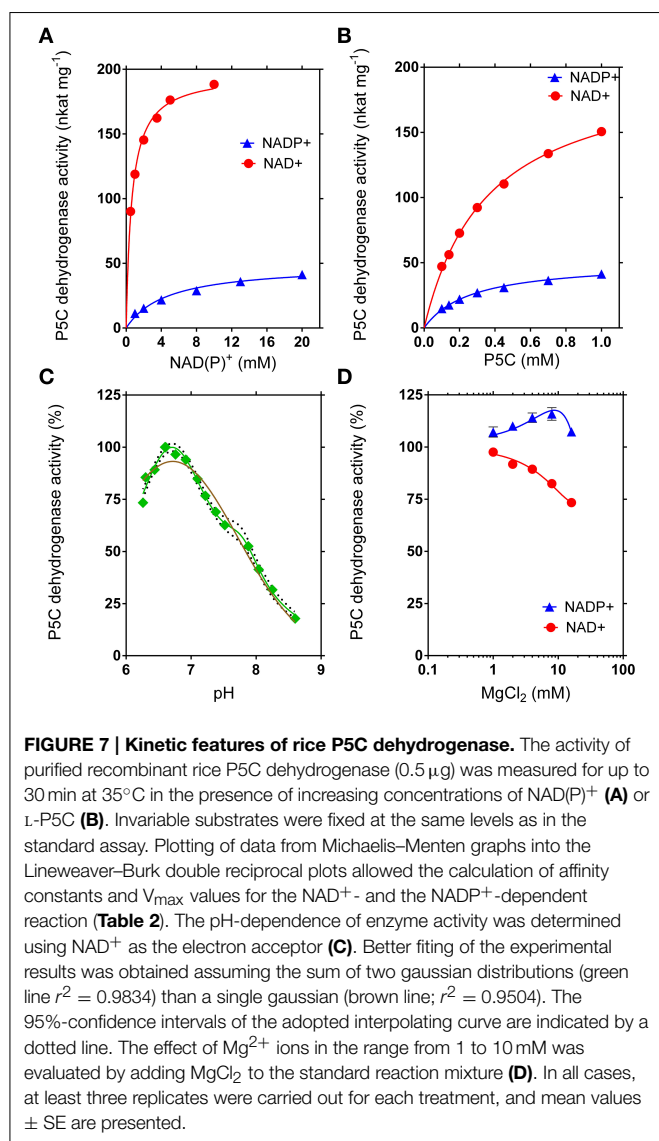 A
P5C dehydrogenase activity (nkat mg⁻¹)
200
150
100
50
0
0
4
8
12
16
20
NAD(P)⁺ (mM)
NADP+
NAD+
B
P5C dehydrogenase activity (nkat mg⁻¹)
200
150
100
50
0
0.0
0.2
0.4
0.6
0.8
1.0
P5C (mM)
NADP+
NAD+
C
P5C dehydrogenase activity (%)
125
100
75
50
25
0
6
7
8
9
pH
D
P5C dehydrogenase activity (%)
125
100
75
50
25
0
0.1
1
10
100
MgCl₂ (mM)
NADP+
NAD+
FIGURE 7 | Kinetic features of rice P5C dehydrogenase. The activity of
purified recombinant rice P5C dehydrogenase (0.5 μg) was measured for up to
30 min at 35°C in the presence of increasing concentrations of NAD(P)⁺ (A) or
L-P5C (B). Invariable substrates were fixed at the same levels as in the
standard assay. Plotting of data from Michaelis–Menten graphs into the
Lineweaver–Burk double reciprocal plots allowed the calculation of affinity
constants and Vmax values for the NAD⁺- and the NADP⁺-dependent
reaction (Table 2). The pH-dependence of enzyme activity was determined
using NAD⁺ as the electron acceptor (C). Better fiting of the experimental
results was obtained assuming the sum of two gaussian distributions (green
line r² = 0.9834) than a single gaussian (brown line; r² = 0.9504). The
95%-confidence intervals of the adopted interpolating curve are indicated by a
dotted line. The effect of Mg²⁺ ions in the range from 1 to 10 mM was
evaluated by adding MgCl₂ to the standard reaction mixture (D). In all cases,
at least three replicates were carried out for each treatment, and mean values
± SE are presented.